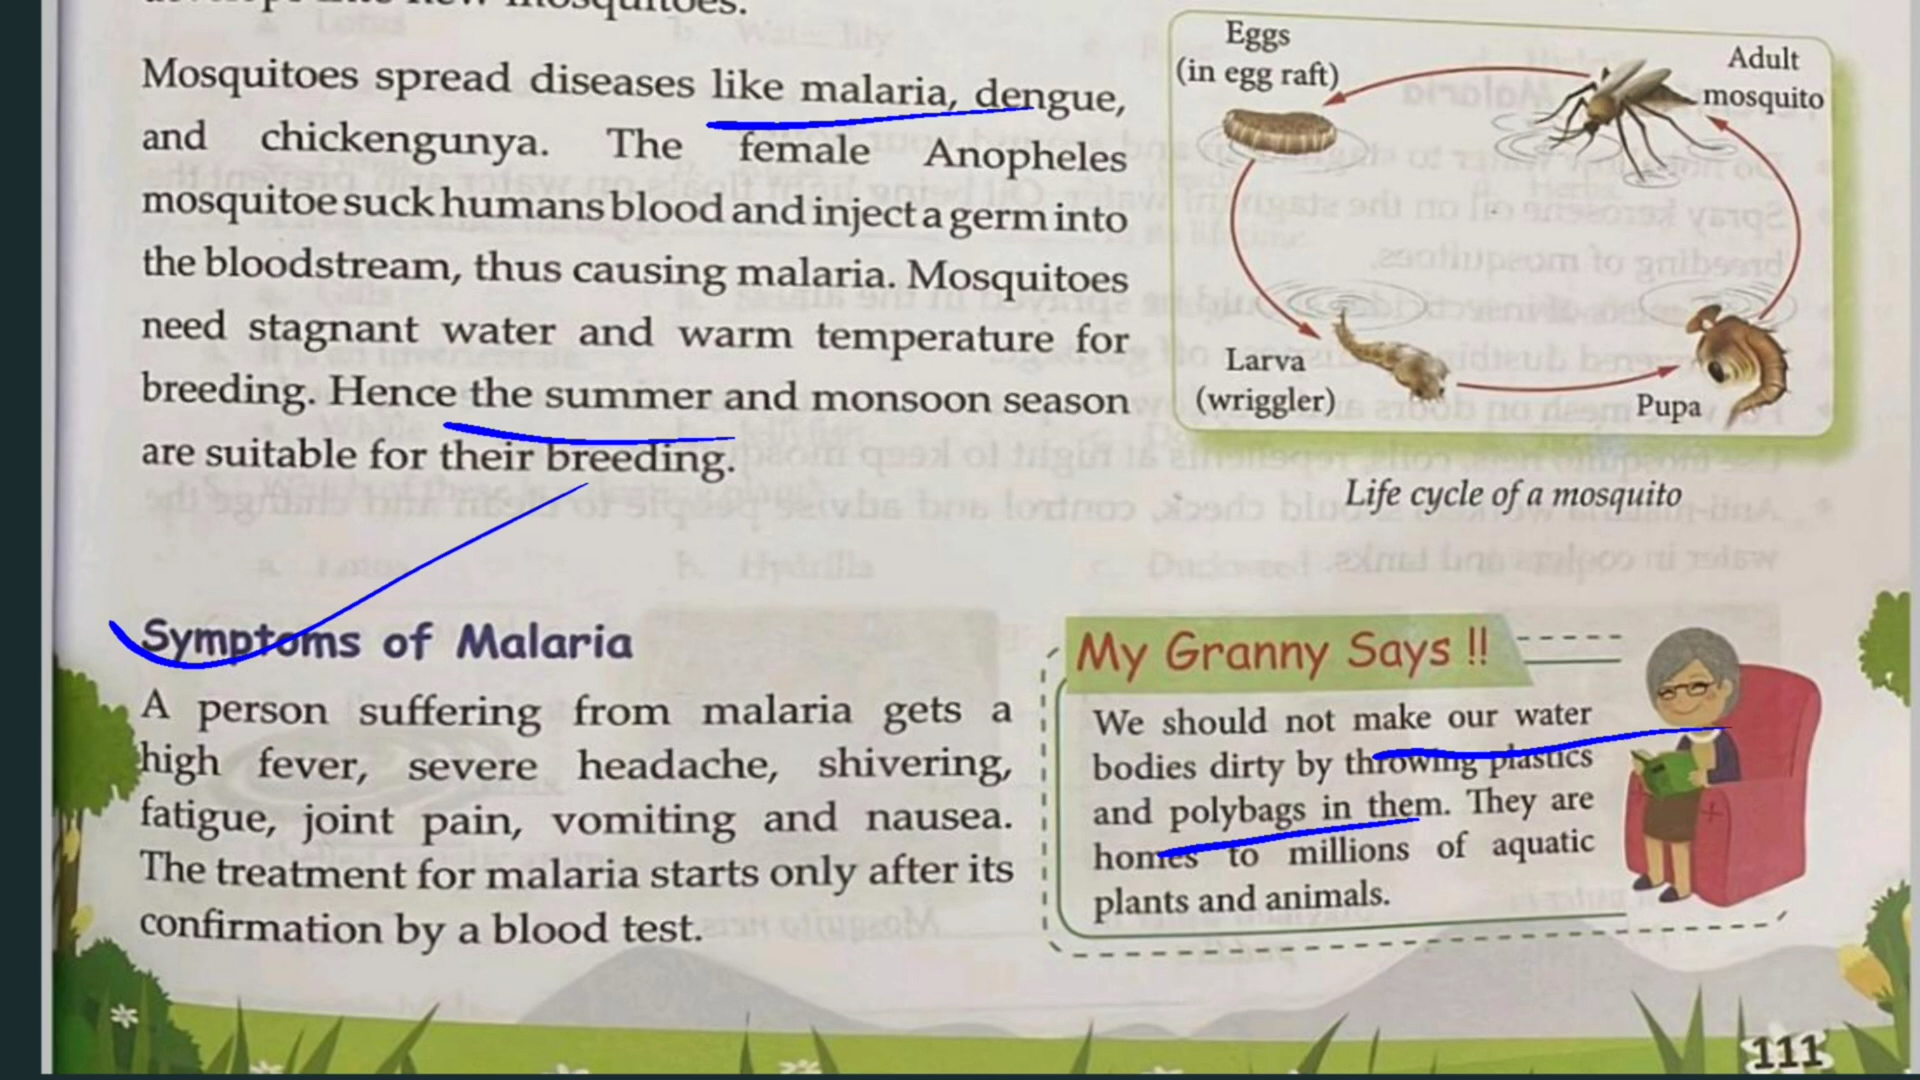 Mosquitoes spread diseases like malaria, dengue,
and chickengunya. The female Anopheles
mosquitoe suck humans blood and inject a germ into
the bloodstream, thus causing malaria. Mosquitoes
need stagnant water and warm temperature for
breeding. Hence the summer and monsoon season
are suitable for their breeding.
Eggs
(in egg raft)
Adult
mosquito
Larva
(wriggler)
Pupa
Life cycle of a mosquito
Symptoms of Malaria
A person suffering from malaria gets a
high fever, severe headache, shivering,
fatigue, joint pain, vomiting and nausea.
The treatment for malaria starts only after its
confirmation by a blood test.
My Granny Says !!
We should not make our water
bodies dirty by throwing plastics
and polybags in them. They are
homes to millions of aquatic
plants and animals.
111